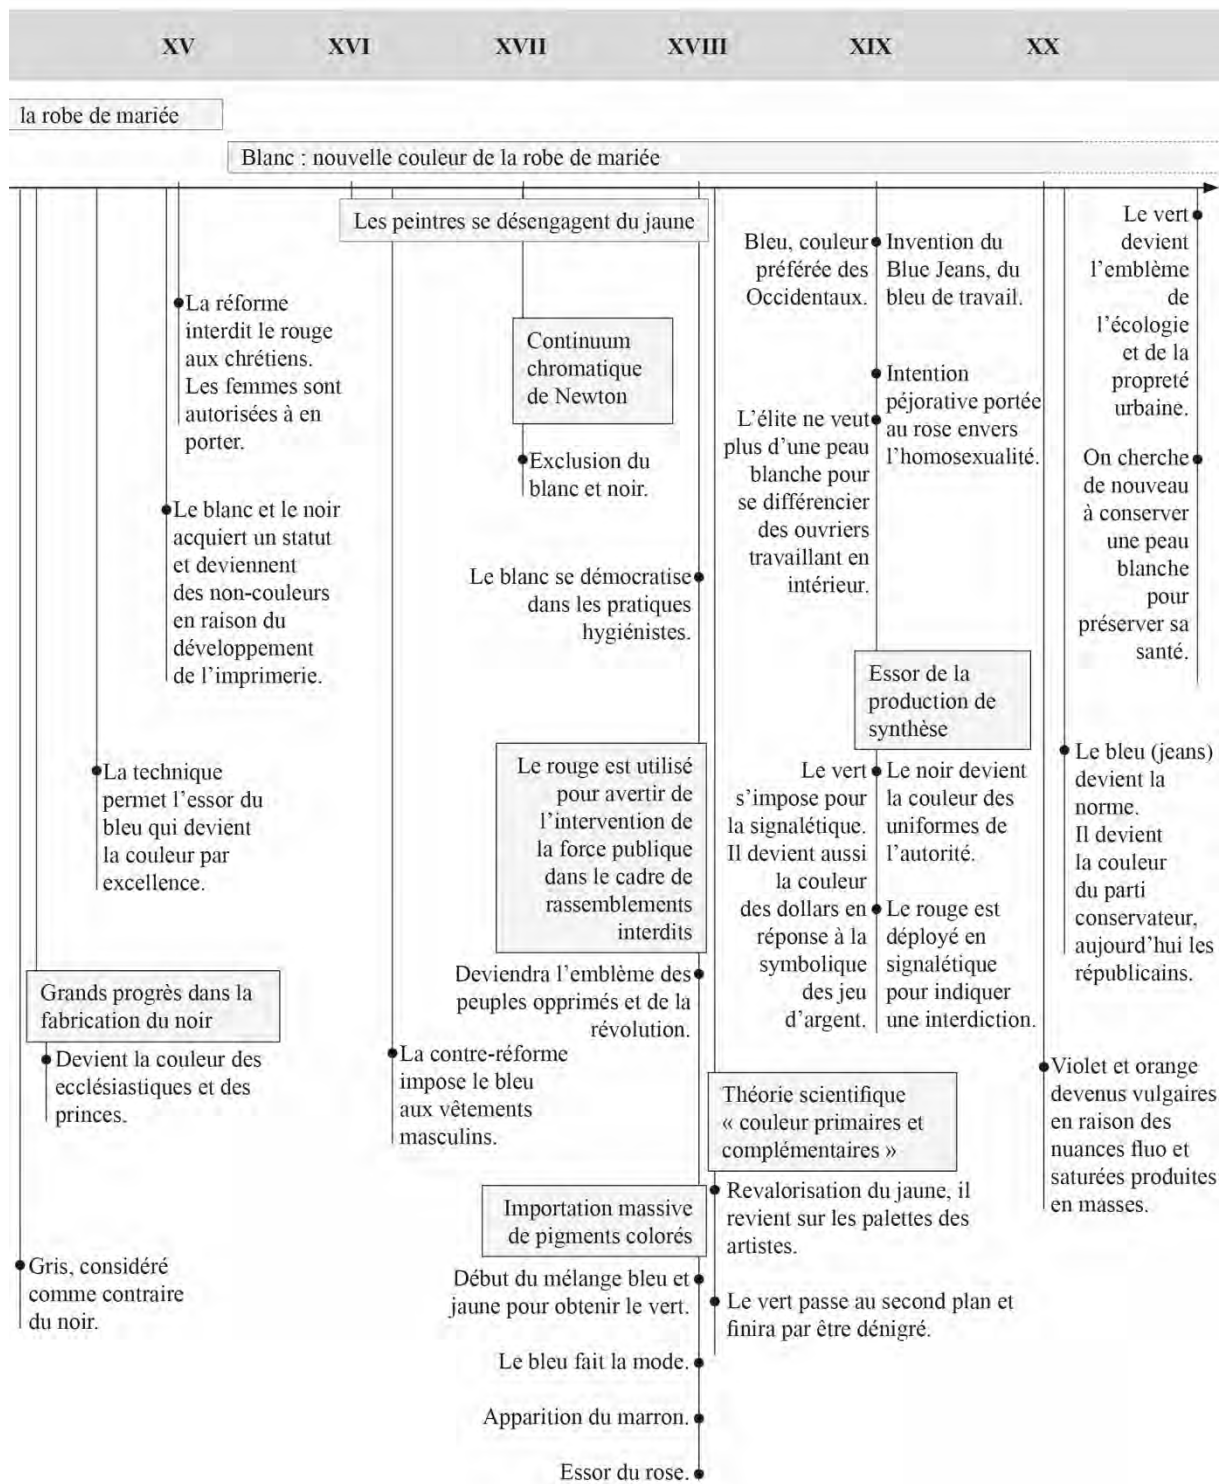 XV XVI XVII XVIII XIX XX
la robe de mariée
Blanc : nouvelle couleur de la robe de mariée
Les peintres se désengagent du jaune
La réforme
interdit le rouge
aux chrétiens.
Les femmes sont
autorisées à en
porter.
Le blanc et le noir
acquiert un statut
et deviennent
des non-couleurs
en raison du
développement
de l’imprimerie.
La technique
permet l’essor du
bleu qui devient
la couleur par
excellence.
Grands progrès dans la
fabrication du noir
Devient la couleur des
ecclésiastiques et des
princes.
Gris, considéré
comme contraire
du noir.
La contre-réforme
impose le bleu
aux vêtements
masculins.
Continuum
chromatique
de Newton
Exclusion du
blanc et noir.
Le blanc se démocratise
dans les pratiques
hygiénistes.
Le rouge est utilisé
pour avertir de
l’intervention de
la force publique
dans le cadre de
rassemblements
interdits
Deviendra l’emblème des
peuples opprimés et de la
révolution.
Importation massive
de pigments colorés
Début du mélange bleu et
jaune pour obtenir le vert.
Le bleu fait la mode.
Apparition du marron.
Essor du rose.
Théorie scientifique
« couleur primaires et
complémentaires »
Revalorisation du jaune, il
revient sur les palettes des
artistes.
Le vert passe au second plan et
finira par être dénigré.
Bleu, couleur
préférée des
Occidentaux.
L’élite ne veut
plus d’une peau
blanche pour
se différencier
des ouvriers
travaillant en
intérieur.
Invention du
Blue Jeans, du
bleu de travail.
Intention
péjorative portée
au rose envers
l’homosexualité.
Essor de la
production de
synthèse
Le vert
s’impose pour
la signalétique.
Il devient aussi
la couleur
des dollars en
réponse à la
symbolique
des jeu
d’argent.
Le noir devient
la couleur des
uniformes de
l’autorité.
Le rouge est
déployé en
signalétique
pour indiquer
une interdiction.
Violet et orange
devenus vulgaires
en raison des
nuances fluo et
saturées produites
en masses.
Le bleu (jeans)
devient la
norme.
Il devient
la couleur
du parti
conservateur,
aujourd’hui les
républicains.
Le vert
devient
l’emblème
de
l’écologie
et de la
propreté
urbaine.
On cherche
de nouveau
à conserver
une peau
blanche
pour
préserver sa
santé.